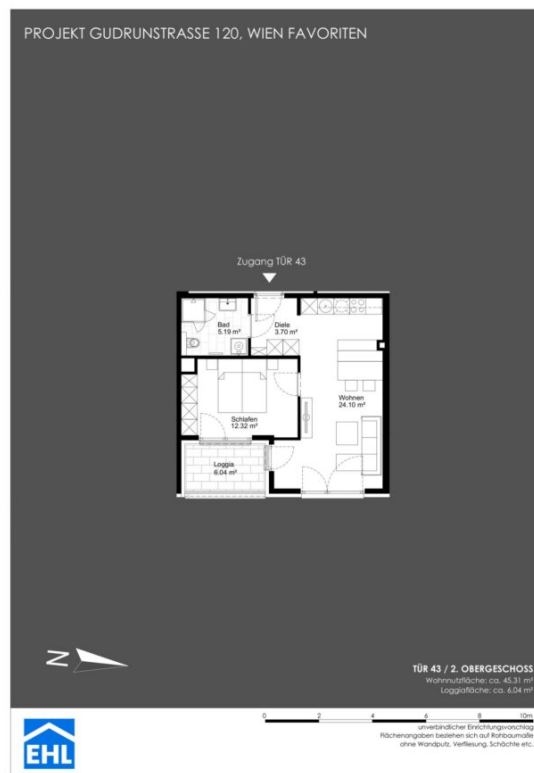 PROJEKT GUDRUNSTRASSE 120, WIEN FAVORITEN
Zugang TÜR 43
Bad
5.19 m²
Diele
3.70 m²
Wohnen
24.10 m²
Schlafen
12.32 m²
Loggia
6.04 m²
N
TÜR 43 / 2. OBERGESCHOSS
Wohnnutzfläche: ca. 45.31 m²
Loggiafläche: ca. 6.04 m²
0 2 4 6 8 10m
unverbindlicher Einrichtungsvorschlag
Flächenangaben beziehen sich auf Rohbaumaße
ohne Wandputz, Verfliesung, Schächte etc.
EHL